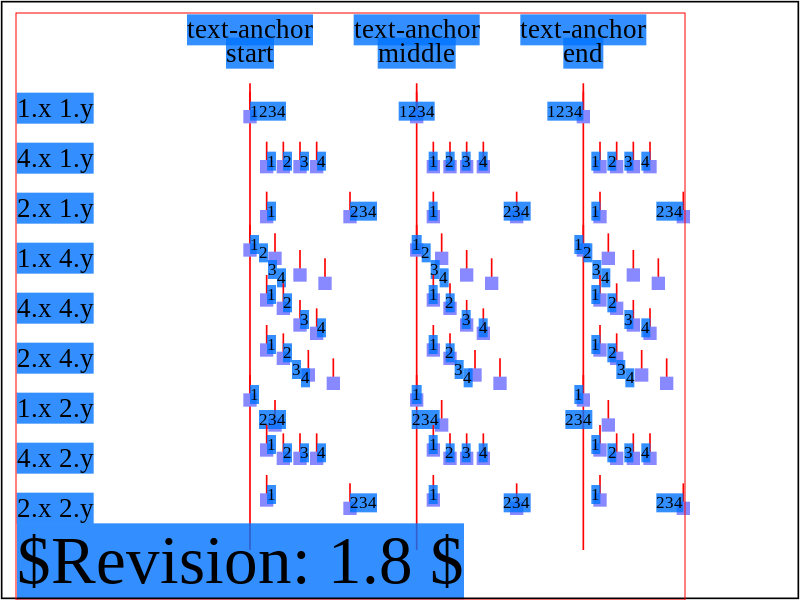 text-anchor text-anchor text-anchor
start middle end
1.x 1.y 1234 1234 1234
4.x 1.y 1 2 3 4 1 2 3 4 1 2 3 4
2.x 1.y 1 234 1 234 1 234
1.x 4.y 1 2 3 4 1 2 3 4 1 2 3 4
4.x 4.y 1 2 3 4 1 2 3 4 1 2 3 4
2.x 4.y 1 2 3 4 1 2 3 4 1 2 3 4
1.x 2.y 1 234 1 234 1 234
4.x 2.y 1 2 3 4 1 2 3 4 1 2 3 4
2.x 2.y 1 234 1 234 1 234
$Revision: 1.8 $